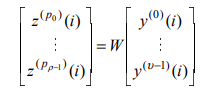 z^{(p_0)}(i)
⋮
z^{(p_{ρ-1})}(i)
= W
y^{(0)}(i)
⋮
y^{(υ-1)}(i)